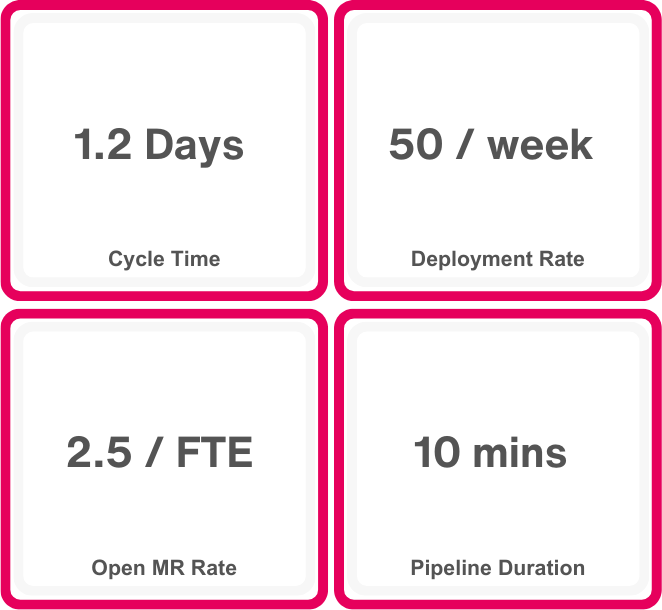 1.2 Days
Cycle Time
50 / week
Deployment Rate
2.5 / FTE
Open MR Rate
10 mins
Pipeline Duration